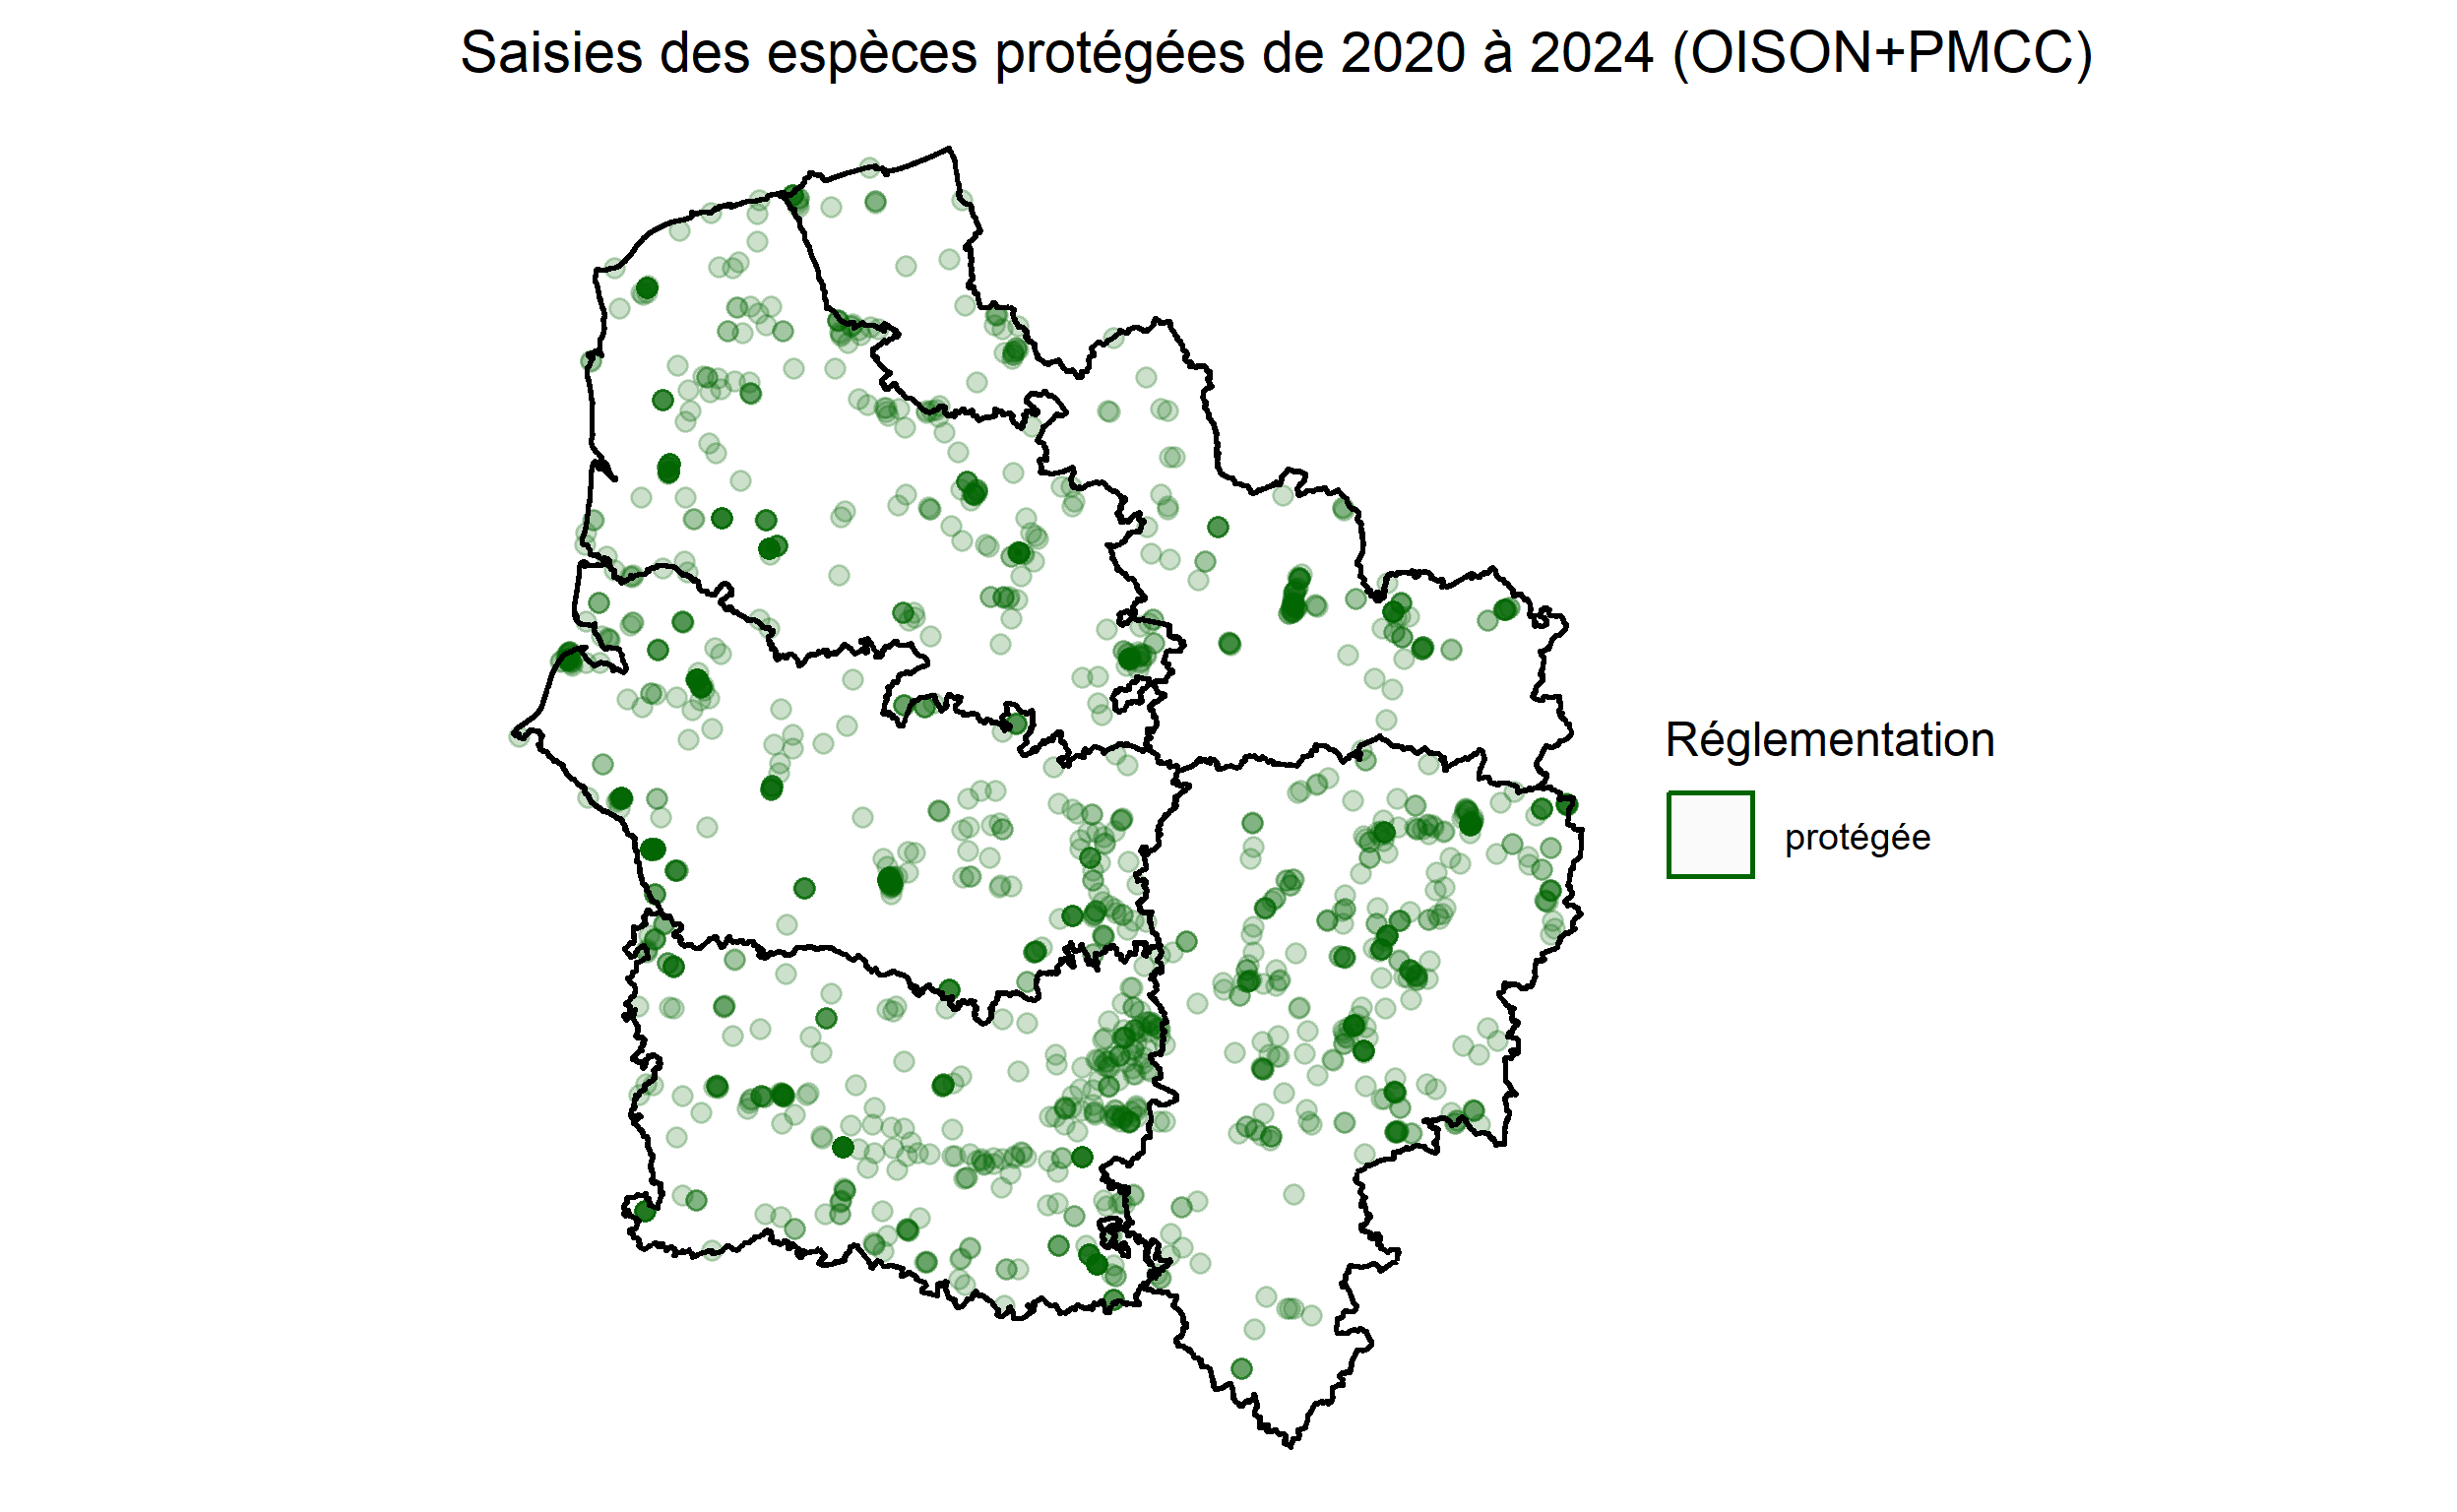 Saisies des espèces protégées de 2020 à 2024 (OISON+PMCC)
Réglementation
protégée